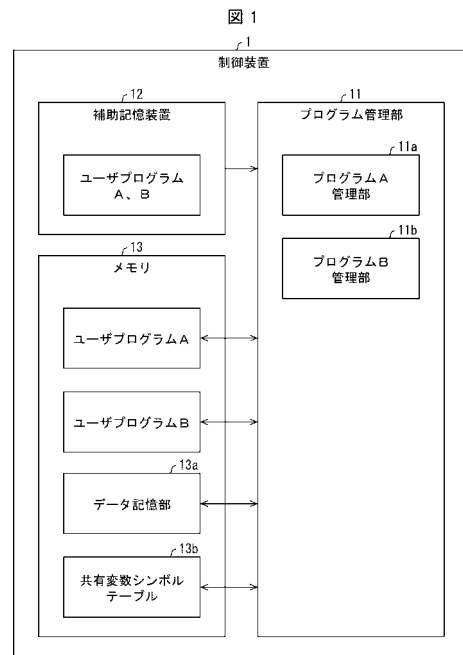 図1
1
制御装置
12
補助記憶装置
ユーザプログラム
A、B
11
プログラム管理部
11a
プログラムA
管理部
11b
プログラムB
管理部
13
メモリ
ユーザプログラムA
ユーザプログラムB
13a
データ記憶部
13b
共有変数シンボル
テーブル